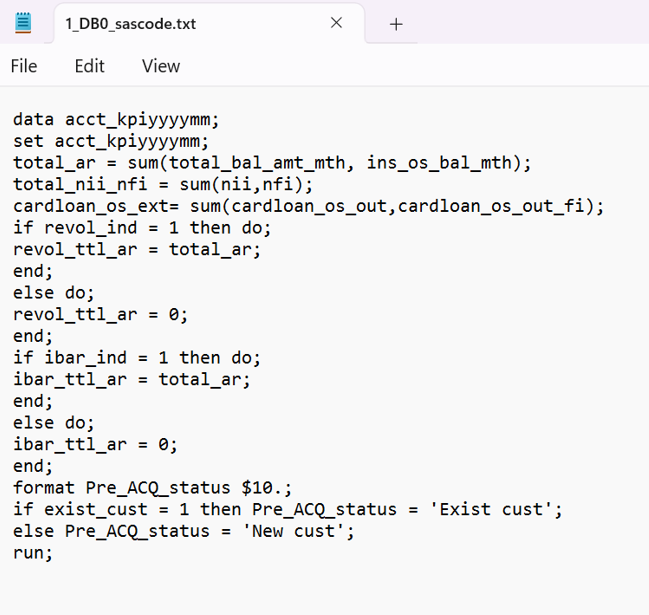 1_DB0_sascode.txt
File Edit View
data acct_kpiyyyymm;
set acct_kpiyyyymm;
total_ar = sum(total_bal_amt_mth, ins_os_bal_mth);
total_nii_nfi = sum(nii,nfi);
cardloan_os_ext= sum(cardloan_os_out,cardloan_os_out_fi);
if revol_ind = 1 then do;
revol_ttl_ar = total_ar;
end;
else do;
revol_ttl_ar = 0;
end;
if ibar_ind = 1 then do;
ibar_ttl_ar = total_ar;
end;
else do;
ibar_ttl_ar = 0;
end;
format Pre_ACQ_status $10.;
if exist_cust = 1 then Pre_ACQ_status = 'Exist cust';
else Pre_ACQ_status = 'New cust';
run;